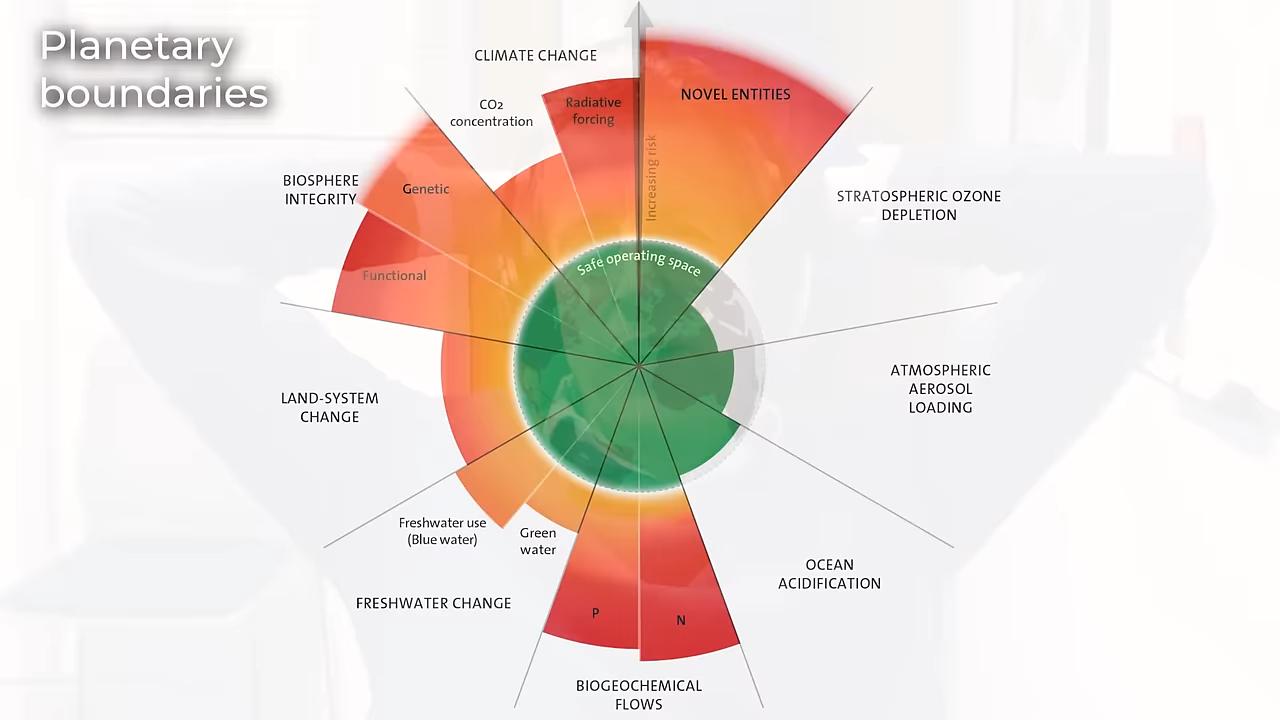 Planetary
boundaries
CLIMATE CHANGE
CO2
concentration
Radiative
forcing
NOVEL ENTITIES
Increasing risk
BIOSPHERE
INTEGRITY
Genetic
Functional
STRATOSPHERIC OZONE
DEPLETION
Safe operating space
LAND-SYSTEM
CHANGE
ATMOSPHERIC
AEROSOL
LOADING
Freshwater use
(Blue water)
Green
water
FRESHWATER CHANGE
P
N
OCEAN
ACIDIFICATION
BIOGEOCHEMICAL
FLOWS